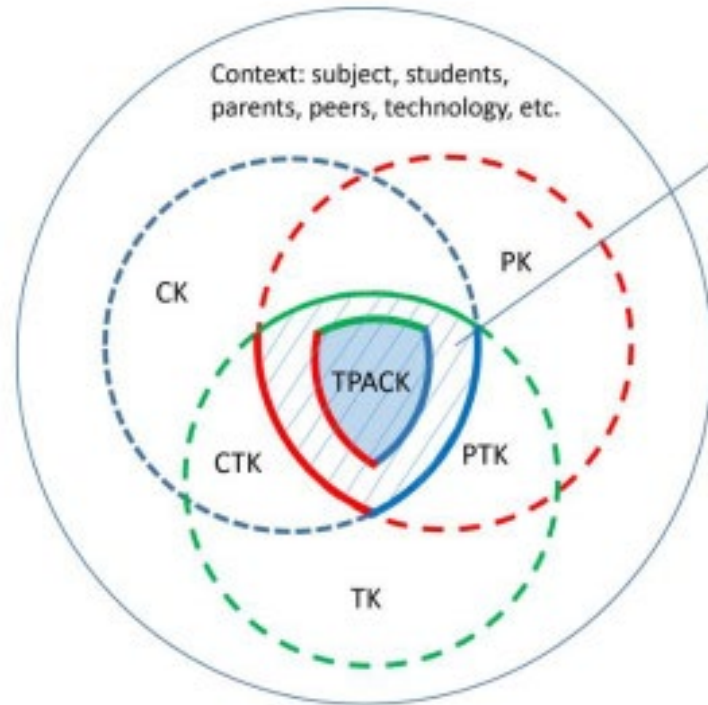 Context: subject, students,
parents, peers, technology, etc.
PK
CK
TPACK
CTK
PTK
TK